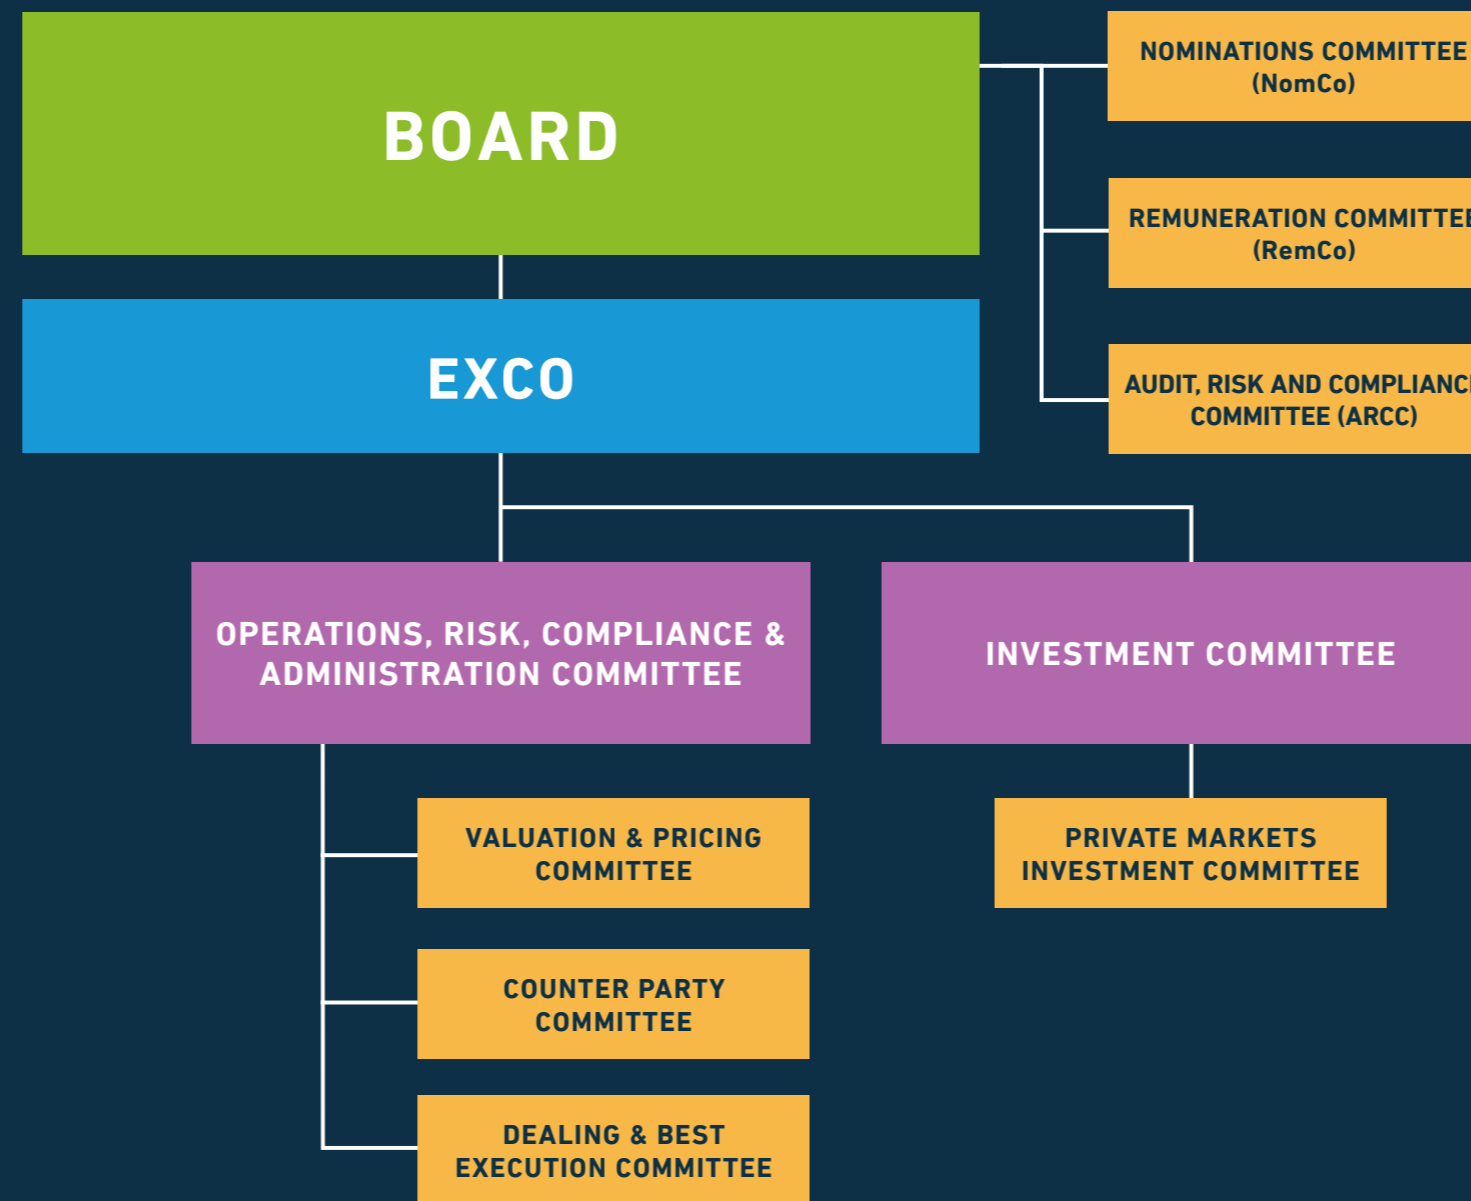 BOARD
NOMINATIONS COMMITTEE
(NomCo)
REMUNERATION COMMITTEE
(RemCo)
EXCO
AUDIT, RISK AND COMPLIANCE
COMMITTEE (ARCC)
OPERATIONS, RISK, COMPLIANCE &
ADMINISTRATION COMMITTEE
INVESTMENT COMMITTEE
VALUATION & PRICING
COMMITTEE
PRIVATE MARKETS
INVESTMENT COMMITTEE
COUNTER PARTY
COMMITTEE
DEALING & BEST
EXECUTION COMMITTEE